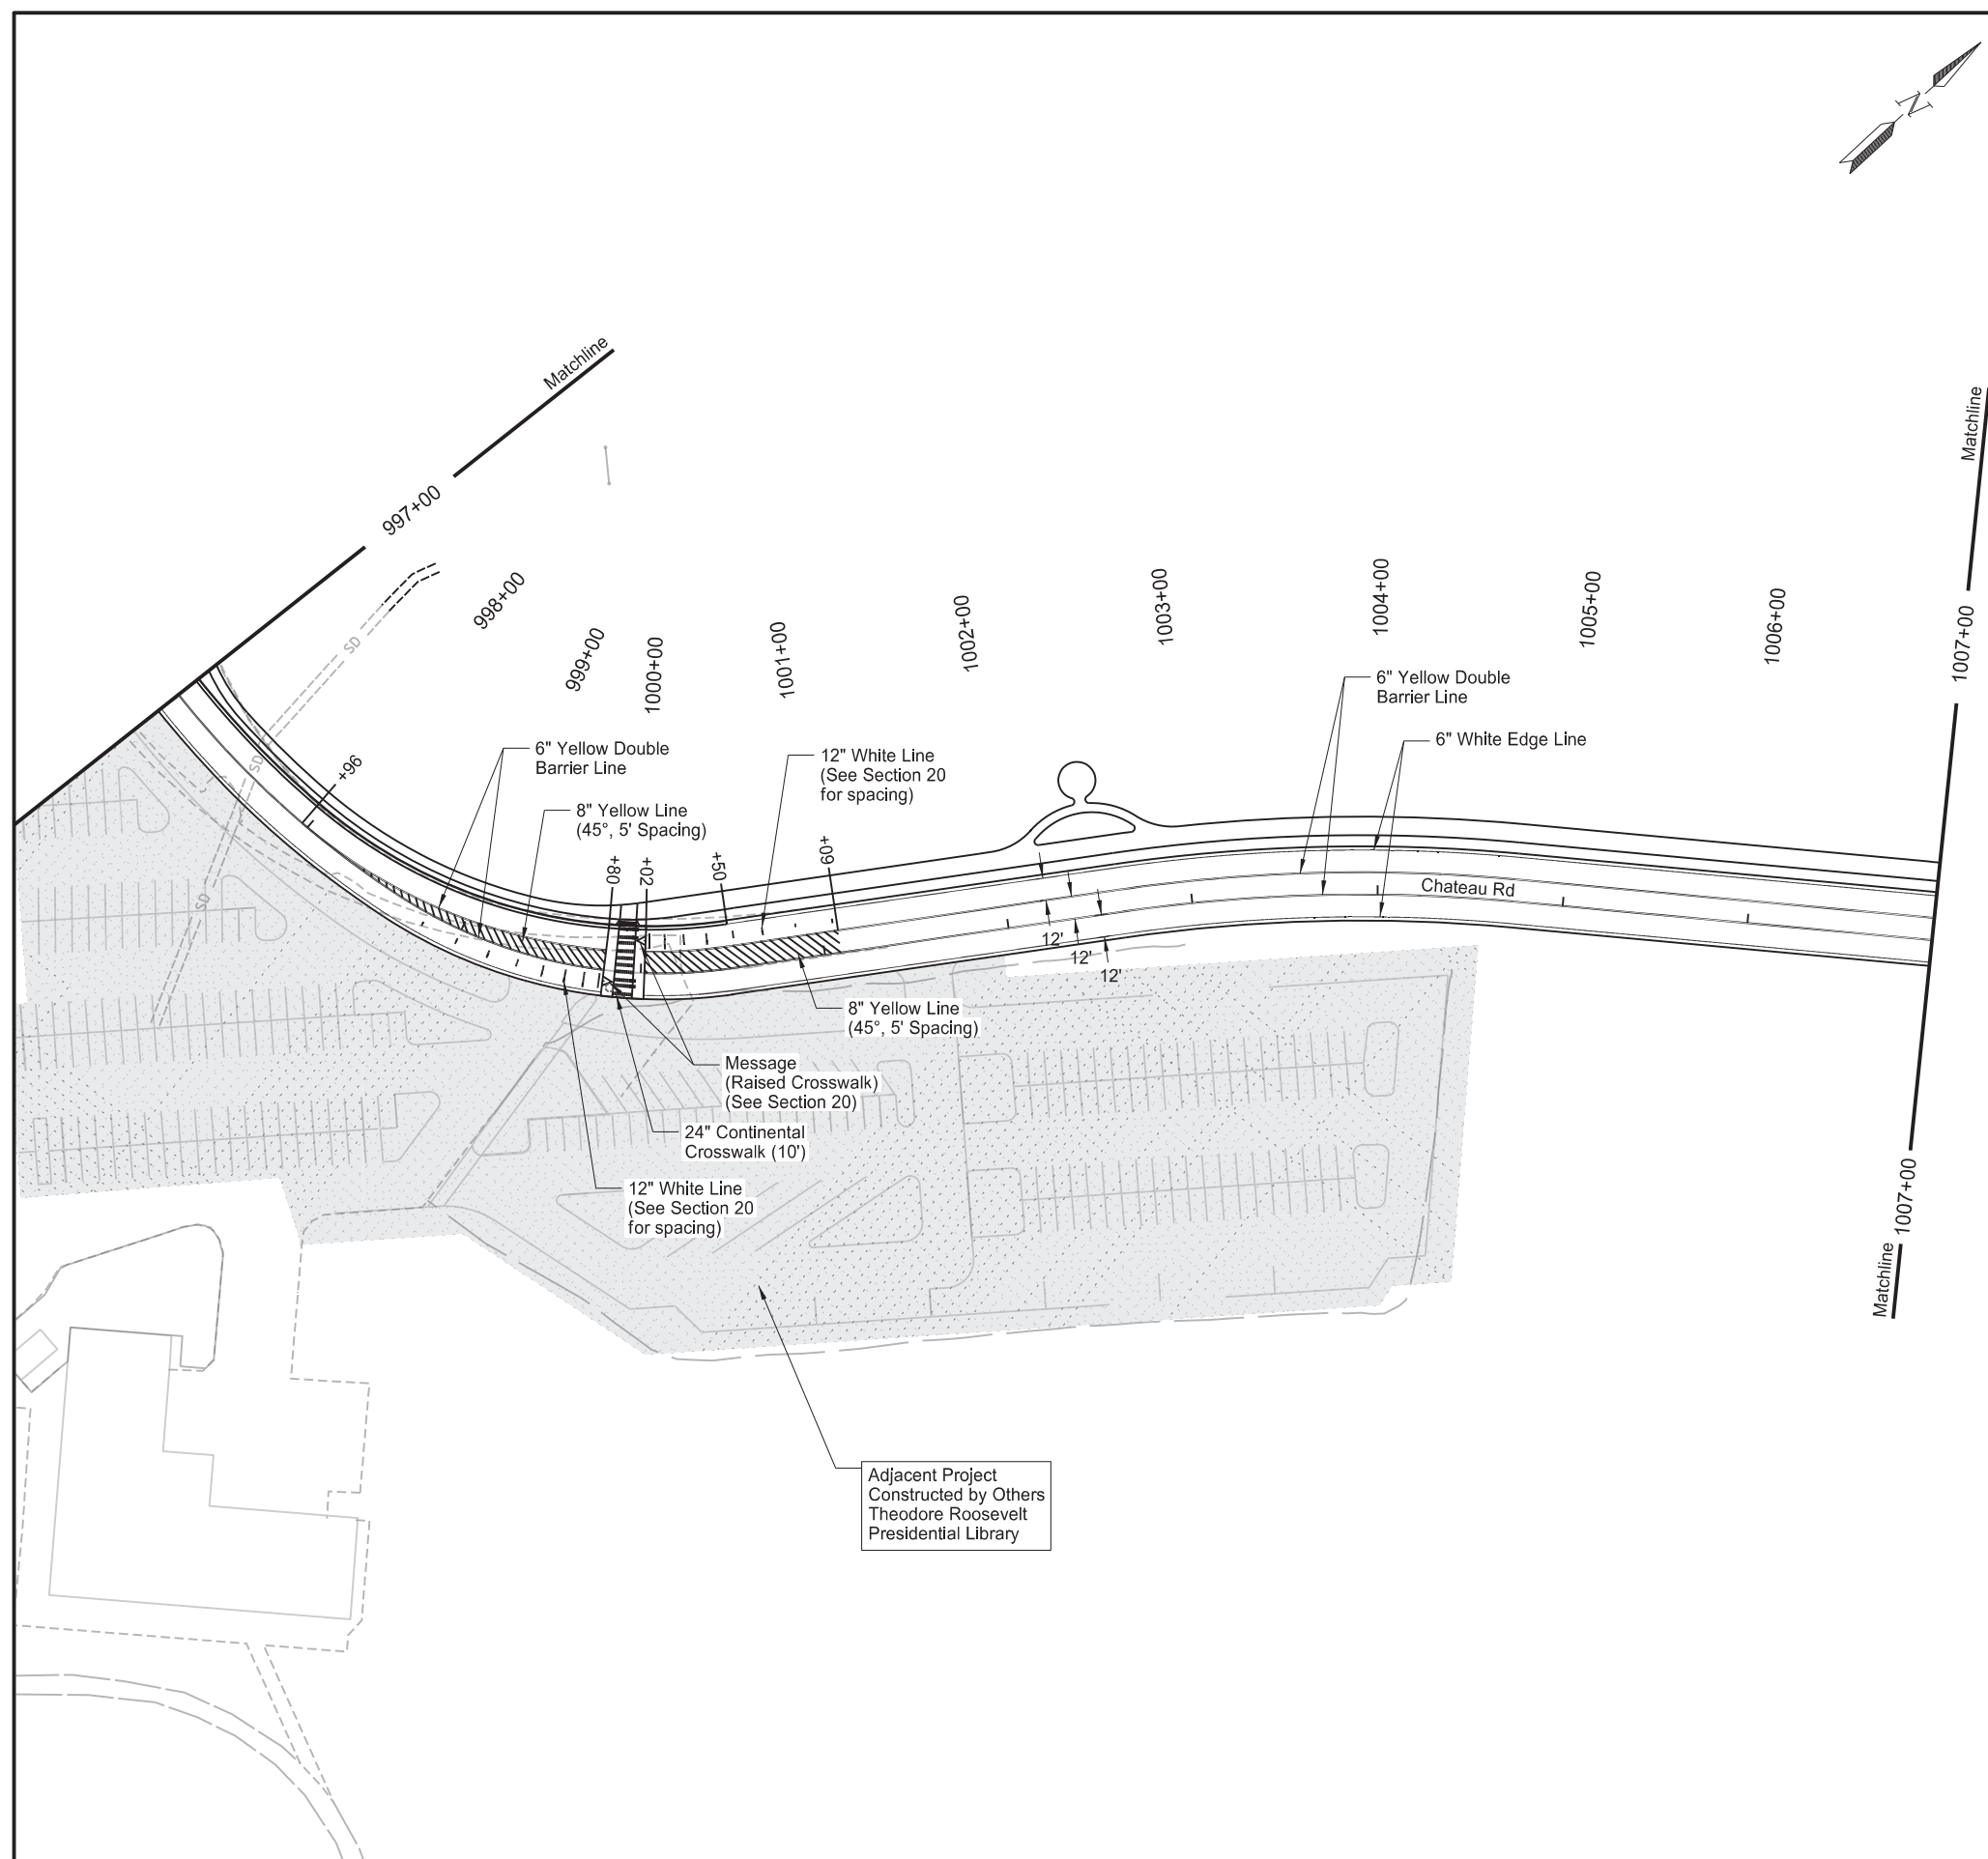 N
Matchline
Matchline
997+00
998+00
999+00
1000+00
1001+00
1002+00
1003+00
1004+00
1005+00
1006+00
1007+00
SD
SD
SD
+96
6" Yellow Double
Barrier Line
8" Yellow Line
(45°, 5' Spacing)
12" White Line
(See Section 20
for spacing)
6" Yellow Double
Barrier Line
6" White Edge Line
+80
+02
+50
+09
Chateau Rd
12'
12'
12'
8" Yellow Line
(45°, 5' Spacing)
Message
(Raised Crosswalk)
(See Section 20)
24" Continental
Crosswalk (10')
12" White Line
(See Section 20
for spacing)
1007+00
Matchline
Adjacent Project
Constructed by Others
Theodore Roosevelt
Presidential Library